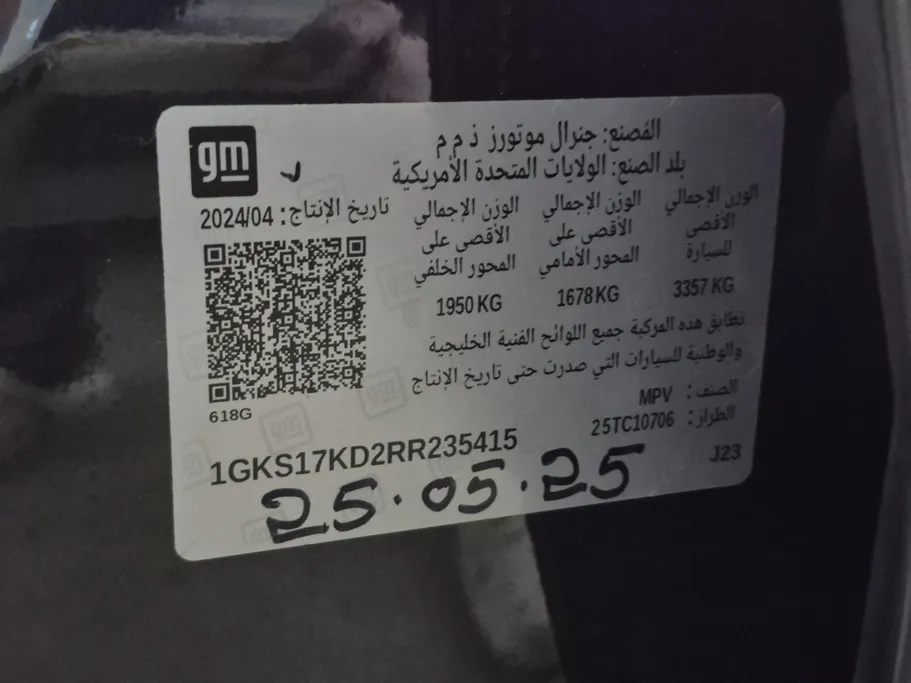 gm
المُصنع: جنرال موتورز ذ م م
بلد الصنع: الولايات المتحدة الأمريكية
تاريخ الإنتاج: 2024/04
الوزن الإجمالي الأقصى للسيارة
3357 KG
الوزن الإجمالي الأقصى على المحور الأمامي
1678 KG
الوزن الإجمالي الأقصى على المحور الخلفي
1950 KG
تطابق هذه المركبة جميع اللوائح الفنية الخليجية
والوطنية للسيارات التي صدرت حتى تاريخ الإنتاج
الصنف: MPV
الطراز: 25TC10706
618G
1GKS17KD2RR235415
J23
25.05.25